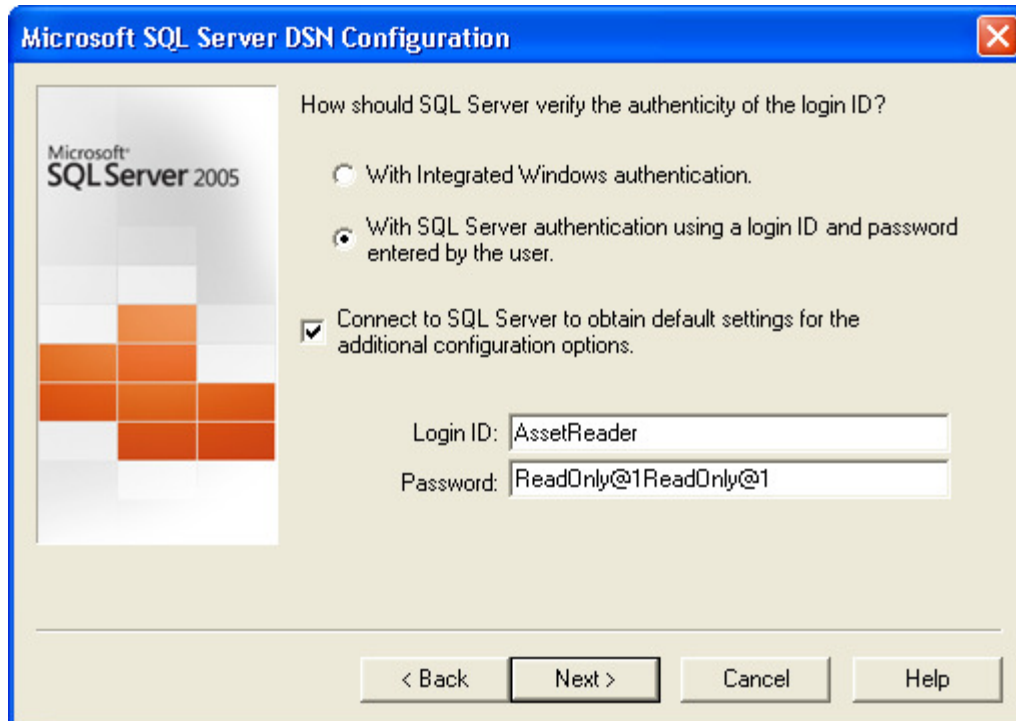 Microsoft SQL Server DSN Configuration
How should SQL Server verify the authenticity of the login ID?
Microsoft
SQL Server 2005
With Integrated Windows authentication.
With SQL Server authentication using a login ID and password
entered by the user.
Connect to SQL Server to obtain default settings for the
additional configuration options.
Login ID: AssetReader
Password: ReadOnly@1ReadOnly@1
< Back Next > Cancel Help